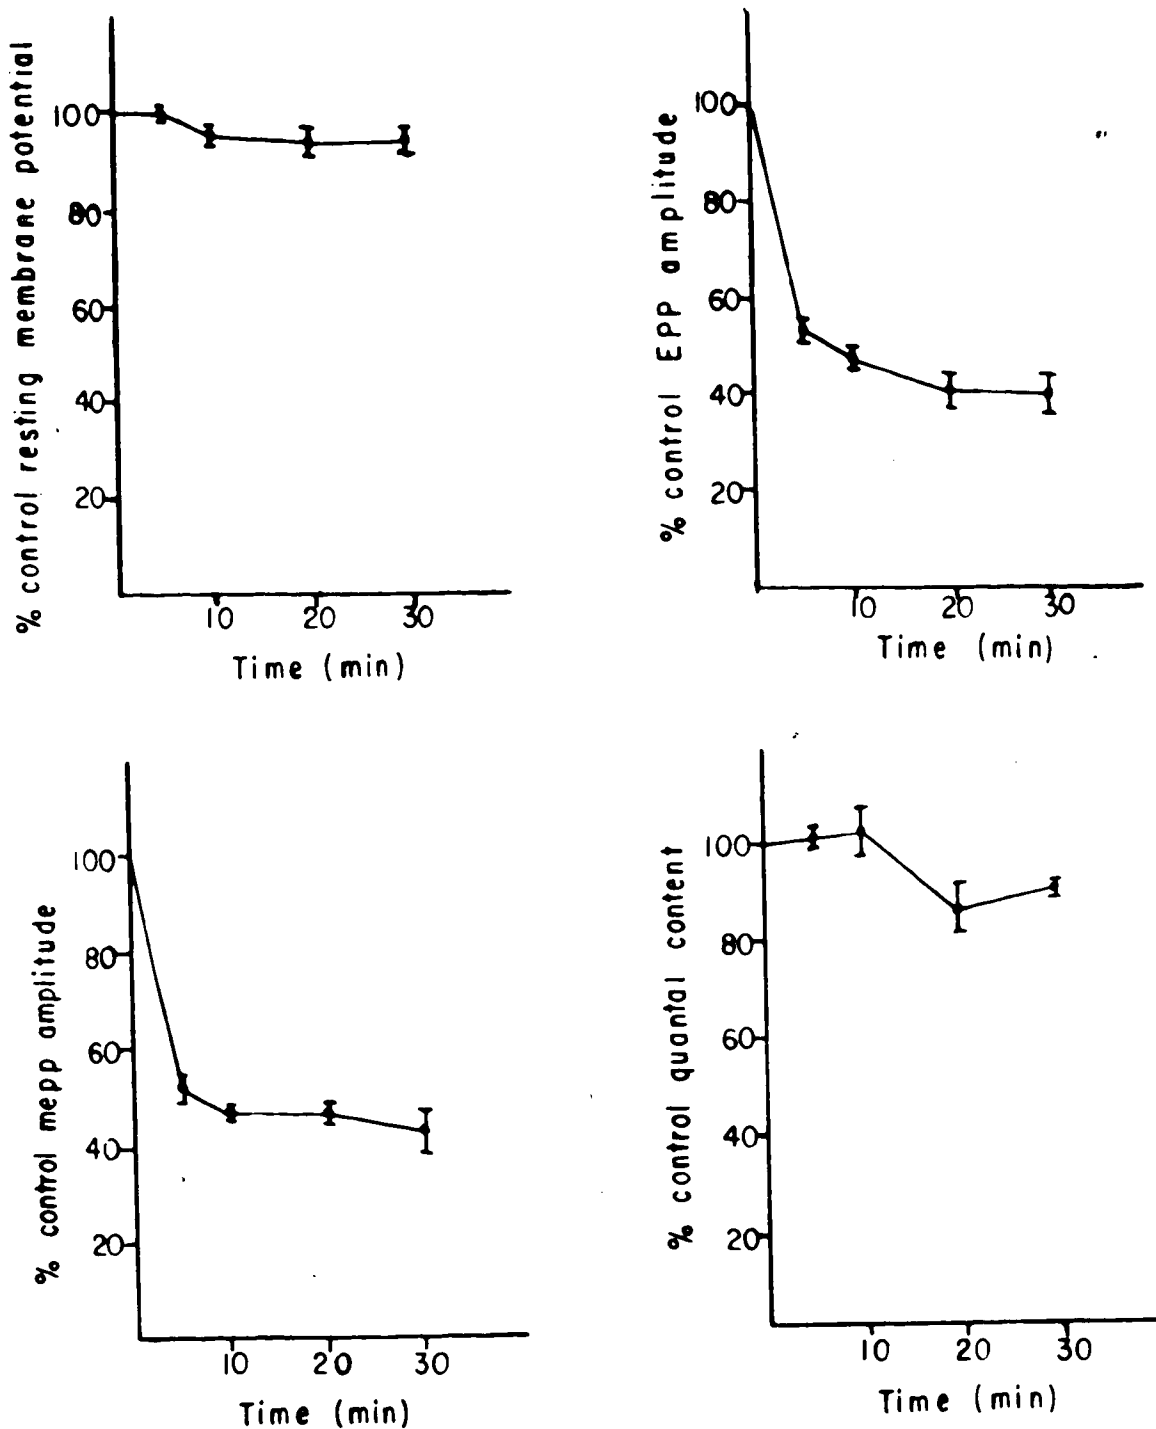 % control resting membrane potential
100
80
60
40
20
10 20 30
Time (min)
% control EPP amplitude
100
80
60
40
20
10 20 30
Time (min)
% control mepp amplitude
100
80
60
40
20
10 20 30
Time (min)
% control quantal content
100
80
60
40
20
10 20 30
Time (min)